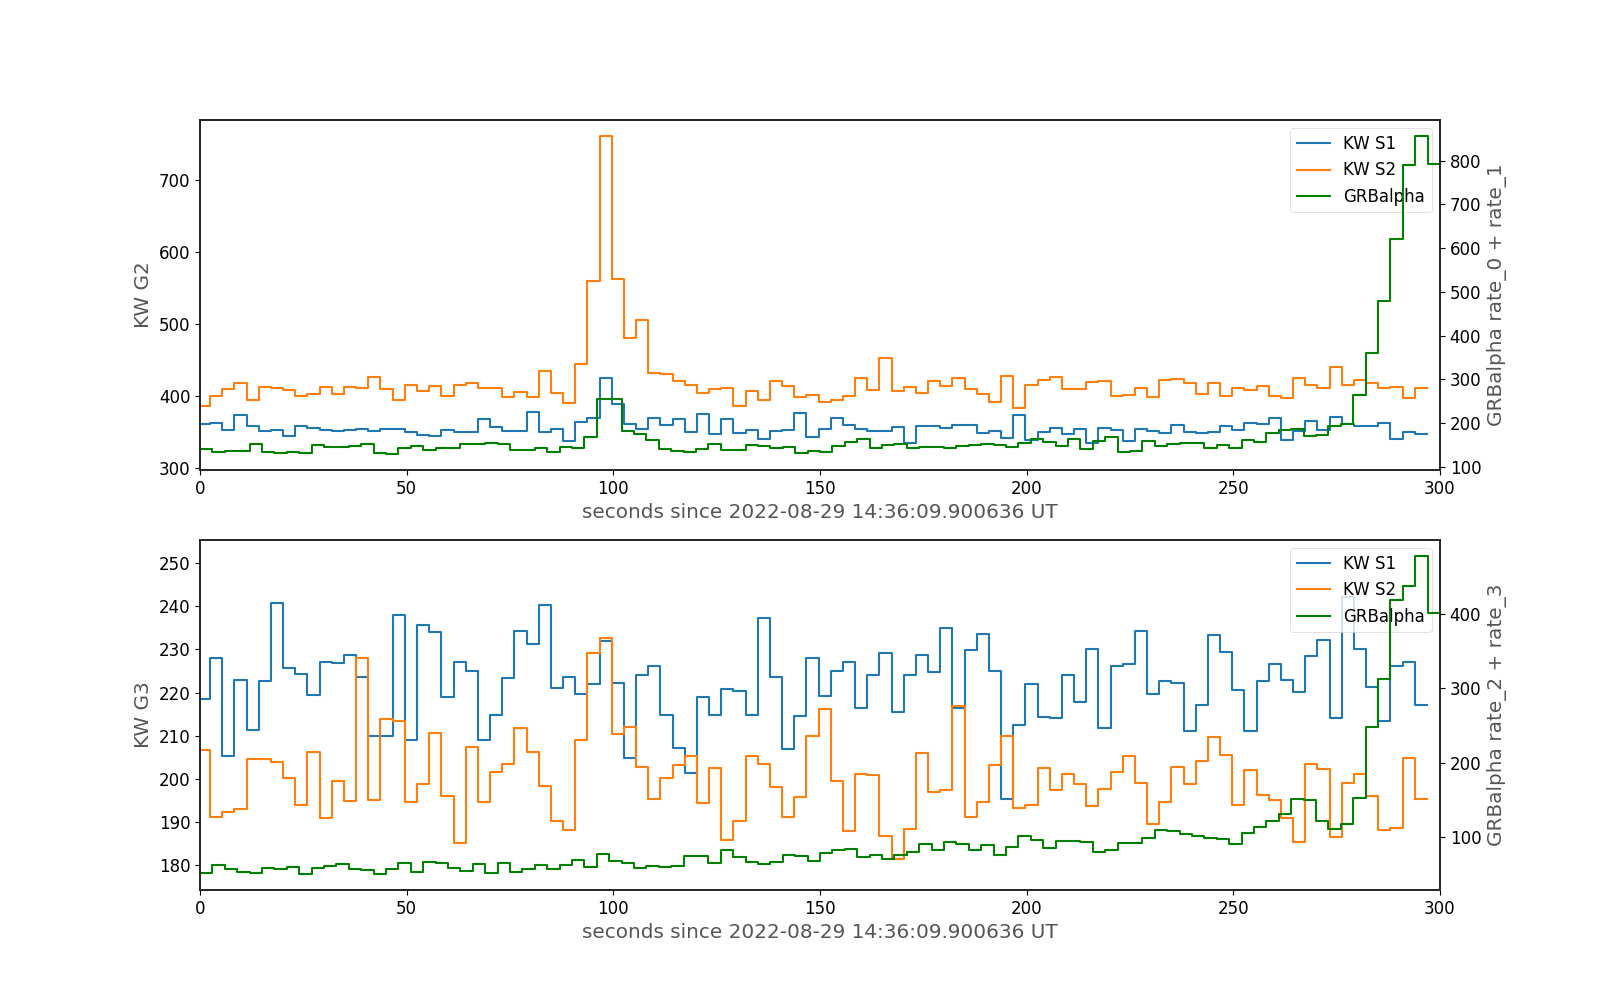 KW S1
KW S2
GRBalpha
700
600
500
400
300
KW G2
800
700
600
500
400
300
200
100
GRBalpha rate_0 + rate_1
0 50 100 150 200 250 300
seconds since 2022-08-29 14:36:09.900636 UT
KW S1
KW S2
GRBalpha
250
240
230
220
210
200
190
180
KW G3
400
300
200
100
GRBalpha rate_2 + rate_3
0 50 100 150 200 250 300
seconds since 2022-08-29 14:36:09.900636 UT